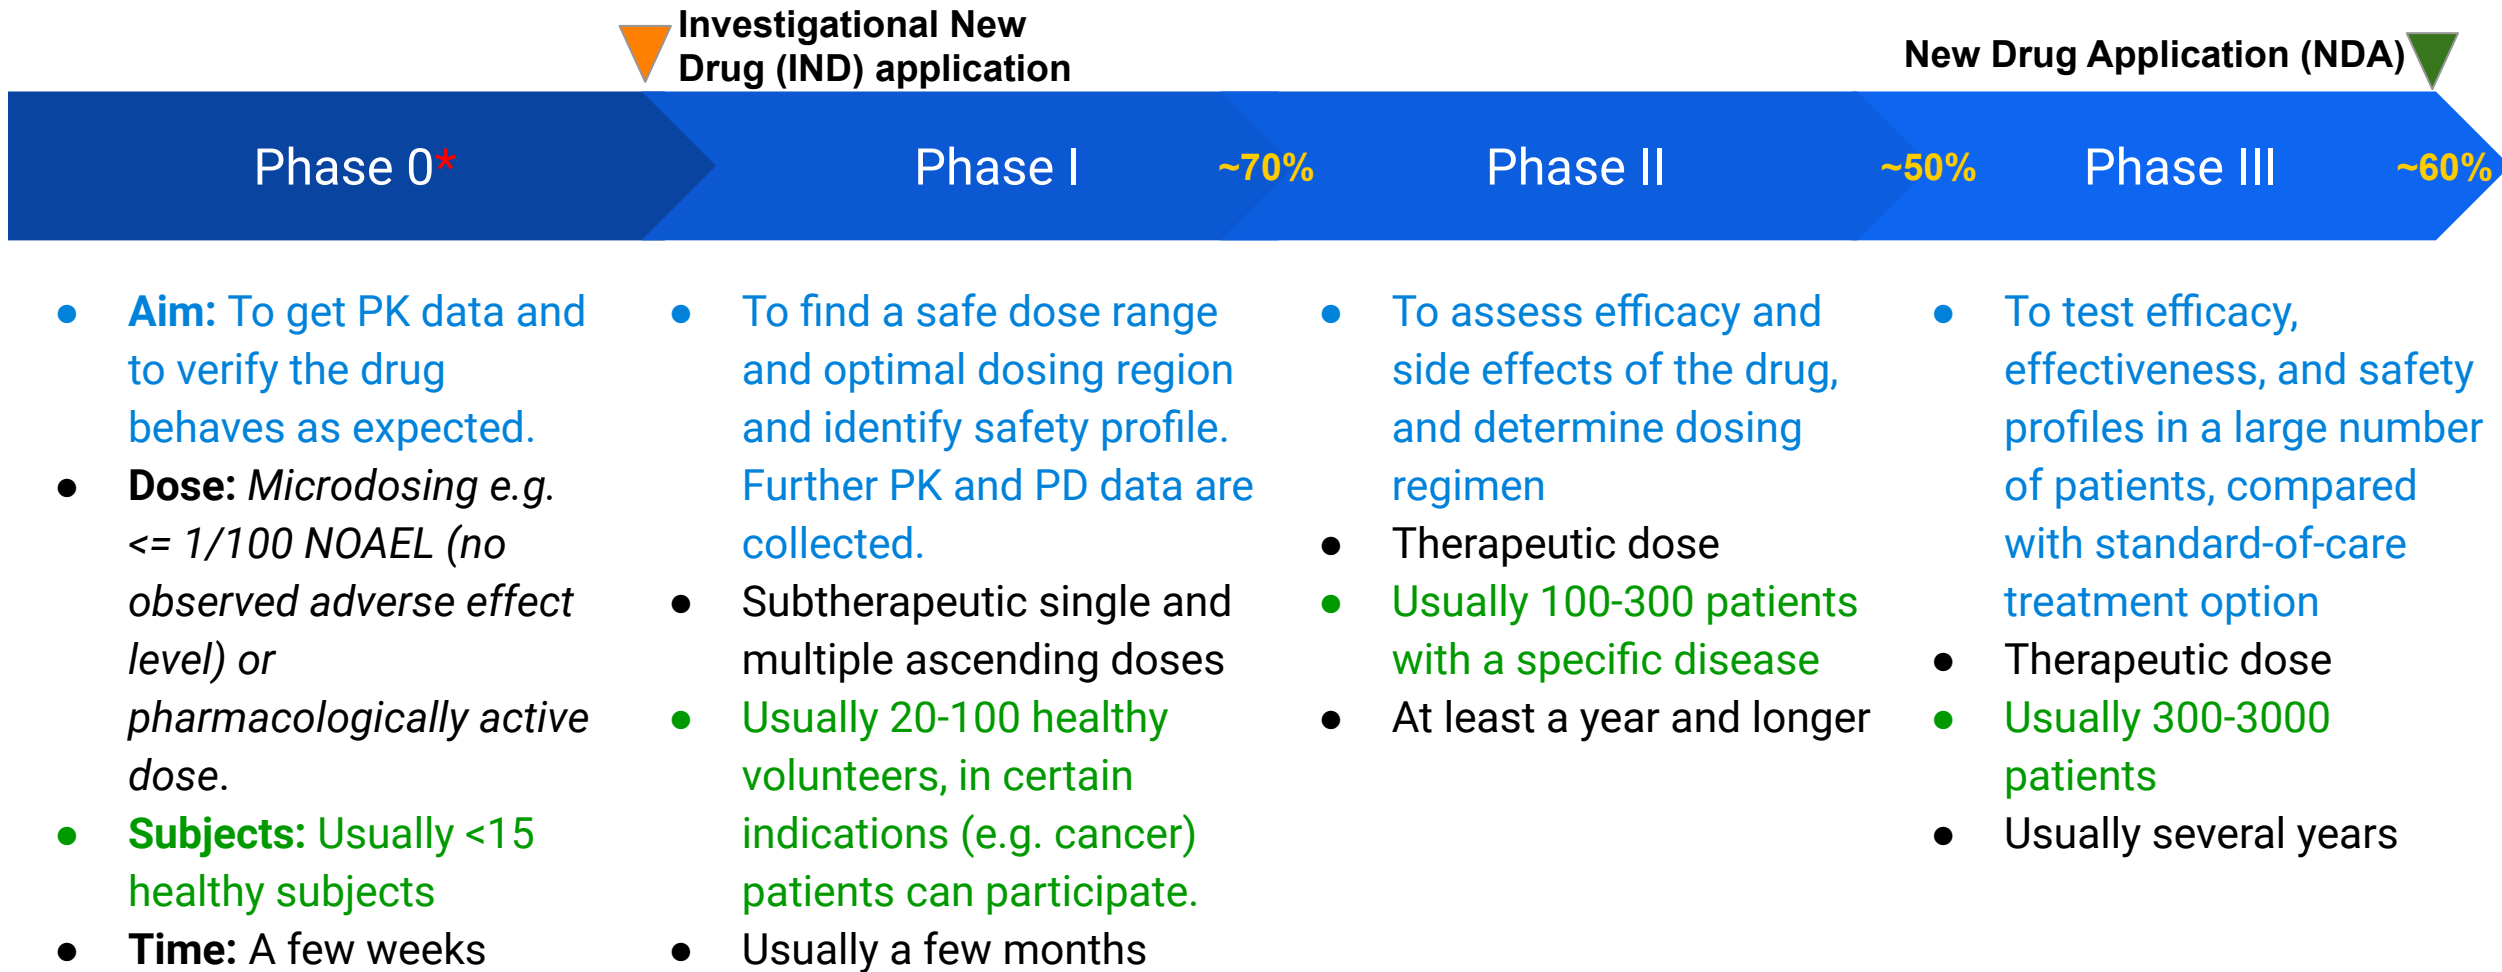 Investigational New
Drug (IND) application
New Drug Application (NDA)
Phase 0*
Phase I
~70%
Phase II
~50%
Phase III
~60%
● Aim: To get PK data and
to verify the drug
behaves as expected.
● Dose: Microdosing e.g.
<= 1/100 NOAEL (no
observed adverse effect
level) or
pharmacologically active
dose.
● Subjects: Usually <15
healthy subjects
● Time: A few weeks
● To find a safe dose range
and optimal dosing region
and identify safety profile.
Further PK and PD data are
collected.
● Subtherapeutic single and
multiple ascending doses
● Usually 20-100 healthy
volunteers, in certain
indications (e.g. cancer)
patients can participate.
● Usually a few months
● To assess efficacy and
side effects of the drug,
and determine dosing
regimen
● Therapeutic dose
● Usually 100-300 patients
with a specific disease
● At least a year and longer
● To test efficacy,
effectiveness, and safety
profiles in a large number
of patients, compared
with standard-of-care
treatment option
● Therapeutic dose
● Usually 300-3000
patients
● Usually several years